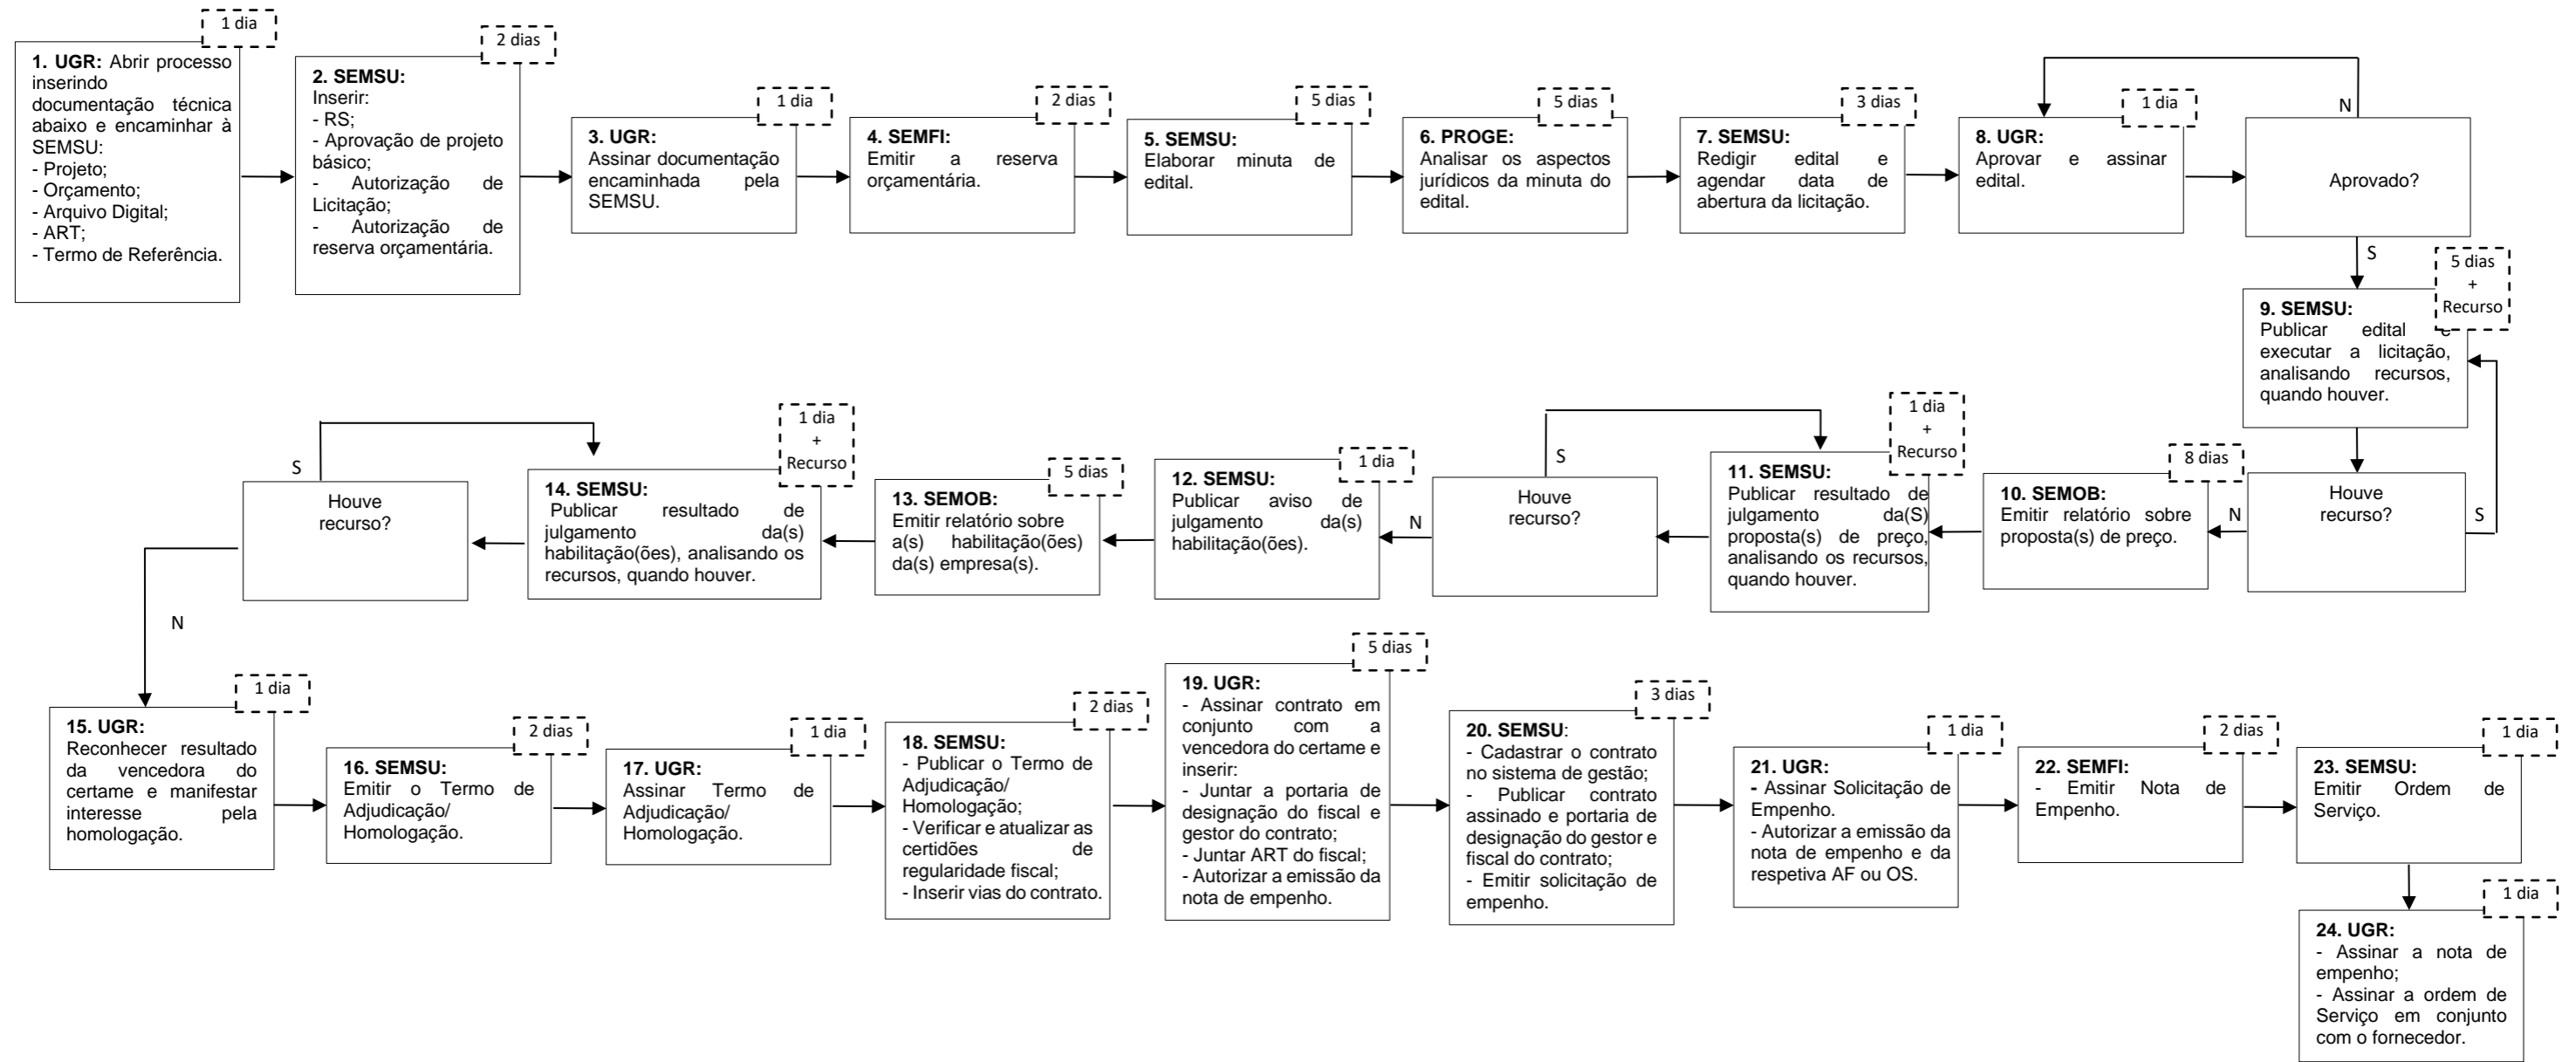 1 dia
1. UGR: Abrir processo
inserindo
documentação técnica
abaixo e encaminhar à
SEMSU:
- Projeto;
- Orçamento;
- Arquivo Digital;
- ART;
- Termo de Referência.
2 dias
2. SEMSU:
Inserir:
- RS;
- Aprovação de projeto
básico;
- Autorização de
Licitação;
- Autorização de
reserva orçamentária.
1 dia
3. UGR:
Assinar documentação
encaminhada pela
SEMSU.
2 dias
4. SEMFI:
Emitir a reserva
orçamentária.
5 dias
5. SEMSU:
Elaborar minuta de
edital.
5 dias
6. PROGE:
Analisar os aspectos
jurídicos da minuta do
edital.
3 dias
7. SEMSU:
Redigir edital e
agendar data de
abertura da licitação.
1 dia
8. UGR:
Aprovar e assinar
edital.
N
Aprovado?
S
5 dias
+
Recurso
9. SEMSU:
Publicar edital e
executar a licitação,
analisando recursos,
quando houver.
Houve
recurso?
S
N
8 dias
10. SEMOB:
Emitir relatório sobre
proposta(s) de preço.
1 dia
+
Recurso
11. SEMSU:
Publicar resultado de
julgamento da(S)
proposta(s) de preço,
analisando os recursos,
quando houver.
S
Houve
recurso?
N
1 dia
12. SEMSU:
Publicar aviso de
julgamento da(s)
habilitação(ões).
5 dias
13. SEMOB:
Emitir relatório sobre
a(s) habilitação(ões)
da(s) empresa(s).
1 dia
+
Recurso
14. SEMSU:
Publicar resultado de
julgamento da(s)
habilitação(ões), analisando os
recursos, quando houver.
S
Houve
recurso?
N
1 dia
15. UGR:
Reconhecer resultado
da vencedora do
certame e manifestar
interesse pela
homologação.
2 dias
16. SEMSU:
Emitir o Termo de
Adjudicação/
Homologação.
1 dia
17. UGR:
Assinar Termo de
Adjudicação/
Homologação.
2 dias
18. SEMSU:
- Publicar o Termo de
Adjudicação/
Homologação;
- Verificar e atualizar as
certidões de
regularidade fiscal;
- Inserir vias do contrato.
5 dias
19. UGR:
- Assinar contrato em
conjunto com a
vencedora do certame e
inserir:
- Juntar a portaria de
designação do fiscal e
gestor do contrato;
- Juntar ART do fiscal;
- Autorizar a emissão da
nota de empenho.
3 dias
20. SEMSU:
- Cadastrar o contrato
no sistema de gestão;
- Publicar contrato
assinado e portaria de
designação do gestor e
fiscal do contrato;
- Emitir solicitação de
empenho.
1 dia
21. UGR:
- Assinar Solicitação de
Empenho.
- Autorizar a emissão da
nota de empenho e da
respetiva AF ou OS.
2 dias
22. SEMFI:
- Emitir Nota de
Empenho.
1 dia
23. SEMSU:
Emitir Ordem de
Serviço.
1 dia
24. UGR:
- Assinar a nota de
empenho;
- Assinar a ordem de
Serviço em conjunto
com o fornecedor.